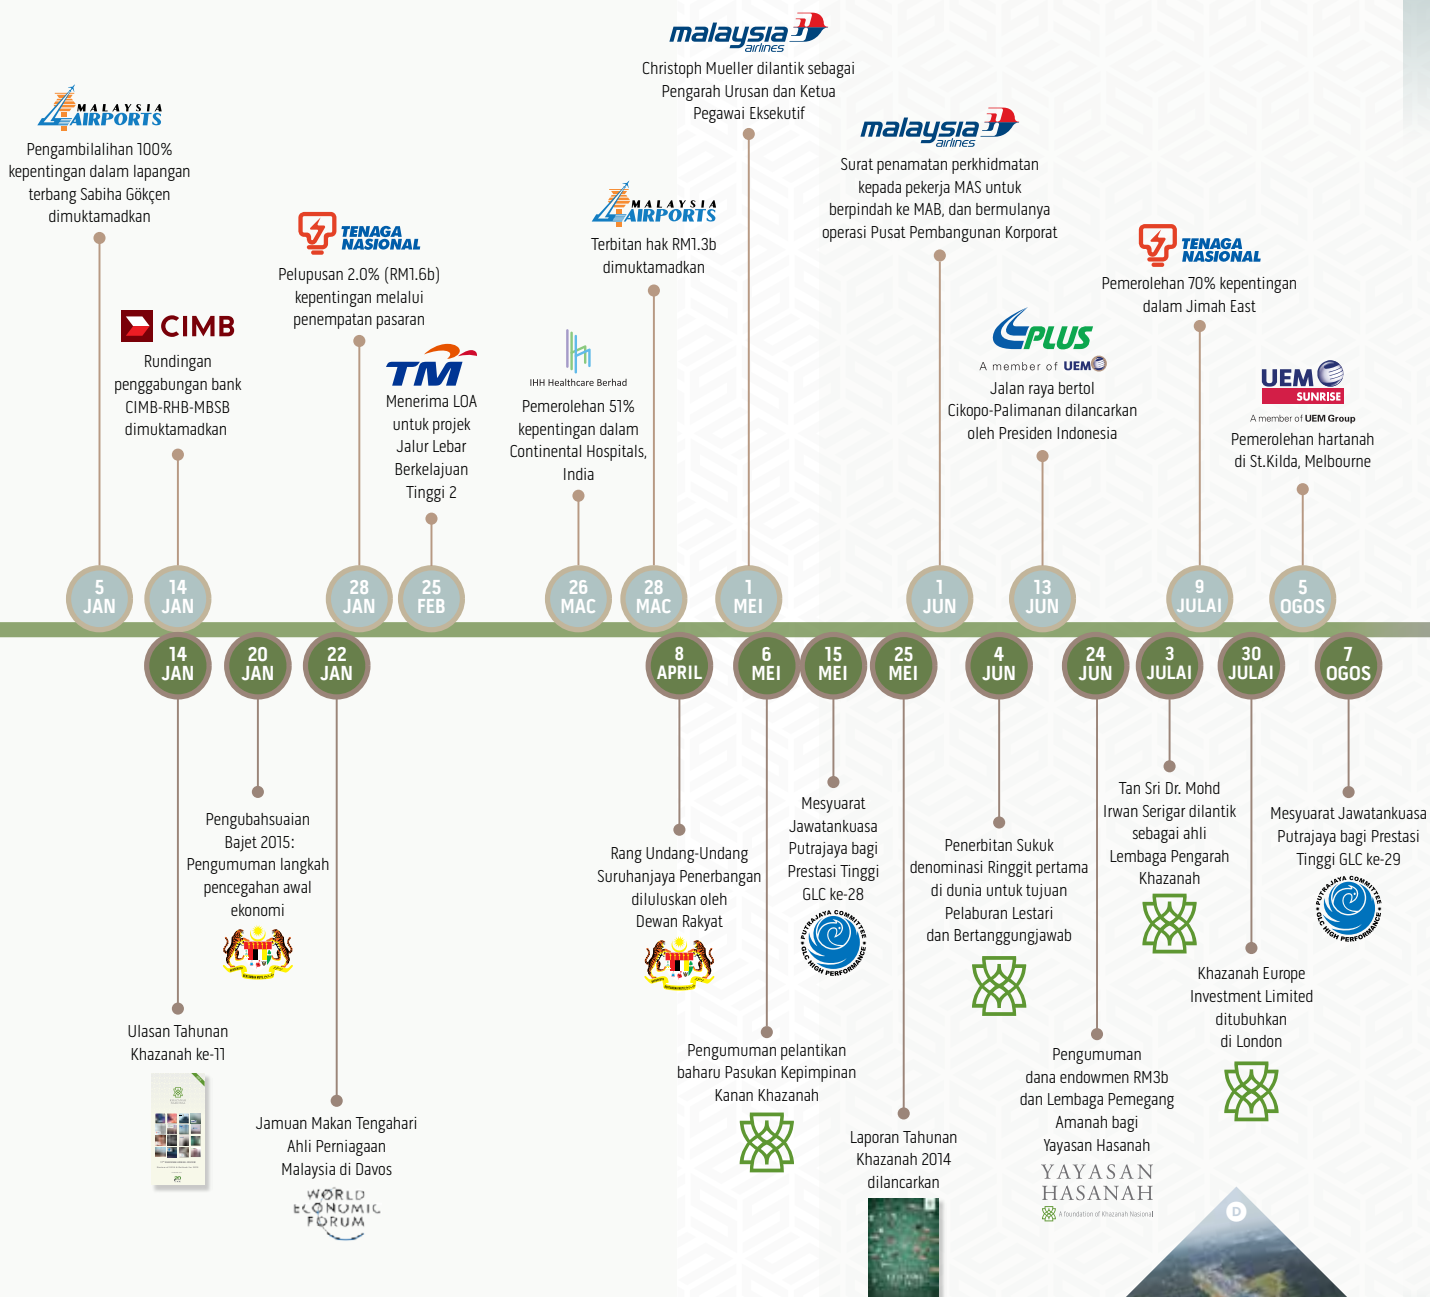 MALAYSIA
AIRPORTS
Pengambilalihan 100%
kepentingan dalam lapangan
terbang Sabiha Gökçen
dimuktamadkan
CIMB
Rundingan
penggabungan bank
CIMB-RHB-MBSB
dimuktamadkan
TENAGA
NASIONAL
Pelupusan 2.0% (RM1.6b)
kepentingan melalui
penempatan pasaran
TM
Menerima LOA
untuk projek
Jalur Lebar
Berkelajuan
Tinggi 2
IHH Healthcare Berhad
Pemerolehan 51%
kepentingan dalam
Continental Hospitals,
India
MALAYSIA
AIRPORTS
Terbitan hak RM1.3b
dimuktamadkan
malaysia
airlines
Christoph Mueller dilantik sebagai
Pengarah Urusan dan Ketua
Pegawai Eksekutif
malaysia
airlines
Surat penamatan perkhidmatan
kepada pekerja MAS untuk
berpindah ke MAB, dan bermulanya
operasi Pusat Pembangunan Korporat
PLUS
A member of UEM
Jalan raya bertol
Cikopo-Palimanan dilancarkan
oleh Presiden Indonesia
TENAGA
NASIONAL
Pemerolehan 70% kepentingan
dalam Jimah East
UEM
SUNRISE
A member of UEM Group
Pemerolehan hartanah
di St.Kilda, Melbourne
5
JAN
14
JAN
28
JAN
25
FEB
26
MAC
28
MAC
1
MEI
1
JUN
13
JUN
9
JULAI
5
OGOS
14
JAN
20
JAN
22
JAN
8
APRIL
6
MEI
15
MEI
25
MEI
4
JUN
24
JUN
3
JULAI
30
JULAI
7
OGOS
Ulasan Tahunan
Khazanah ke-11
Pengubahsuaian
Bajet 2015:
Pengumuman langkah
pencegahan awal
ekonomi
Jamuan Makan Tengahari
Ahli Perniagaan
Malaysia di Davos
WORLD
ECONOMIC
FORUM
Rang Undang-Undang
Suruhanjaya Penerbangan
diluluskan oleh
Dewan Rakyat
Pengumuman pelantikan
baharu Pasukan Kepimpinan
Kanan Khazanah
Mesyuarat
Jawatankuasa
Putrajaya bagi
Prestasi Tinggi
GLC ke-28
PUTRAJAYA COMMITTEE
GLC HIGH PERFORMANCE
Laporan Tahunan
Khazanah 2014
dilancarkan
Penerbitan Sukuk
denominasi Ringgit pertama
di dunia untuk tujuan
Pelaburan Lestari
dan Bertanggungjawab
Pengumuman
dana endowmen RM3b
dan Lembaga Pemegang
Amanah bagi
Yayasan Hasanah
YAYASAN
HASANAH
A foundation of Khazanah Nasional
Tan Sri Dr. Mohd
Irwan Serigar dilantik
sebagai ahli
Lembaga Pengarah
Khazanah
Khazanah Europe
Investment Limited
ditubuhkan
di London
Mesyuarat Jawatankuasa
Putrajaya bagi Prestasi
Tinggi GLC ke-29
PUTRAJAYA COMMITTEE
GLC HIGH PERFORMANCE
D